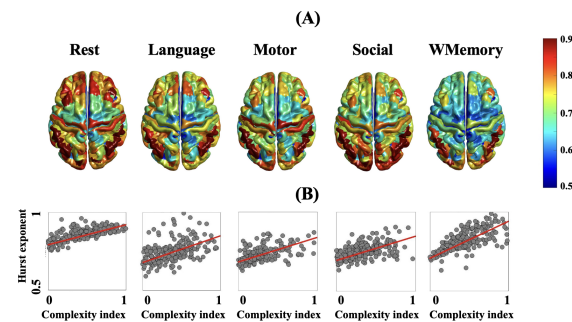 (A)
Rest Language Motor Social WMemory
0.9
0.8
0.7
0.6
0.5
(B)
Hurst exponent
1
0.5
0 1 0 1 0 1 0 1 0 1
Complexity index Complexity index Complexity index Complexity index Complexity index